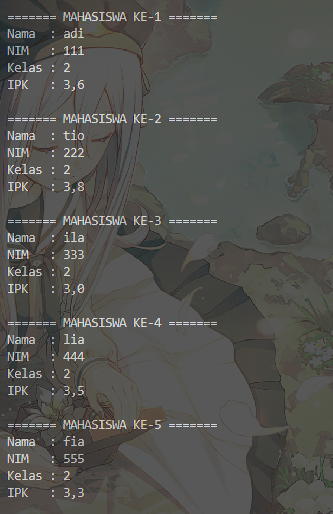 ======= MAHASISWA KE-1 =======
Nama  : adi
NIM   : 111
Kelas : 2
IPK   : 3,6
======= MAHASISWA KE-2 =======
Nama  : tio
NIM   : 222
Kelas : 2
IPK   : 3,8
======= MAHASISWA KE-3 =======
Nama  : ila
NIM   : 333
Kelas : 2
IPK   : 3,0
======= MAHASISWA KE-4 =======
Nama  : lia
NIM   : 444
Kelas : 2
IPK   : 3,5
======= MAHASISWA KE-5 =======
Nama  : fia
NIM   : 555
Kelas : 2
IPK   : 3,3